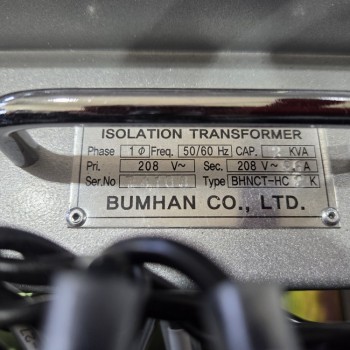 ISOLATION TRANSFORMER
Phase 1Φ Freq. 50/60 Hz CAP. KVA
Pri. 208 V~ Sec. 208 V~ A
Ser.No Type BHNCT-HC K
BUMHAN CO., LTD.